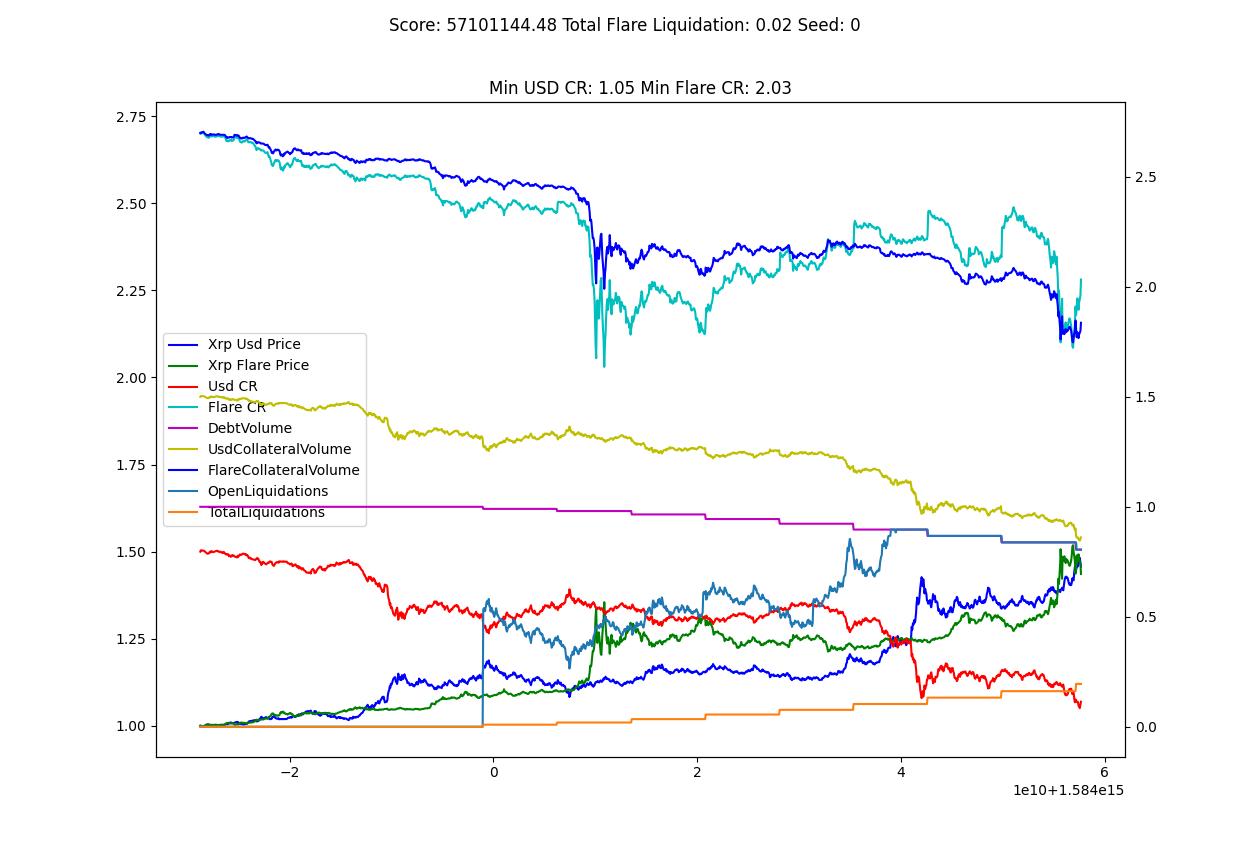 Score: 57101144.48 Total Flare Liquidation: 0.02 Seed: 0
Min USD CR: 1.05 Min Flare CR: 2.03
2.75
2.50
2.25
2.00
1.75
1.50
1.25
1.00
Xrp Usd Price
Xrp Flare Price
Usd CR
Flare CR
DebtVolume
UsdCollateralVolume
FlareCollateralVolume
OpenLiquidations
TotalLiquidations
2.5
2.0
1.5
1.0
0.5
0.0
−2 0 2 4 6
1e10+1.584e15